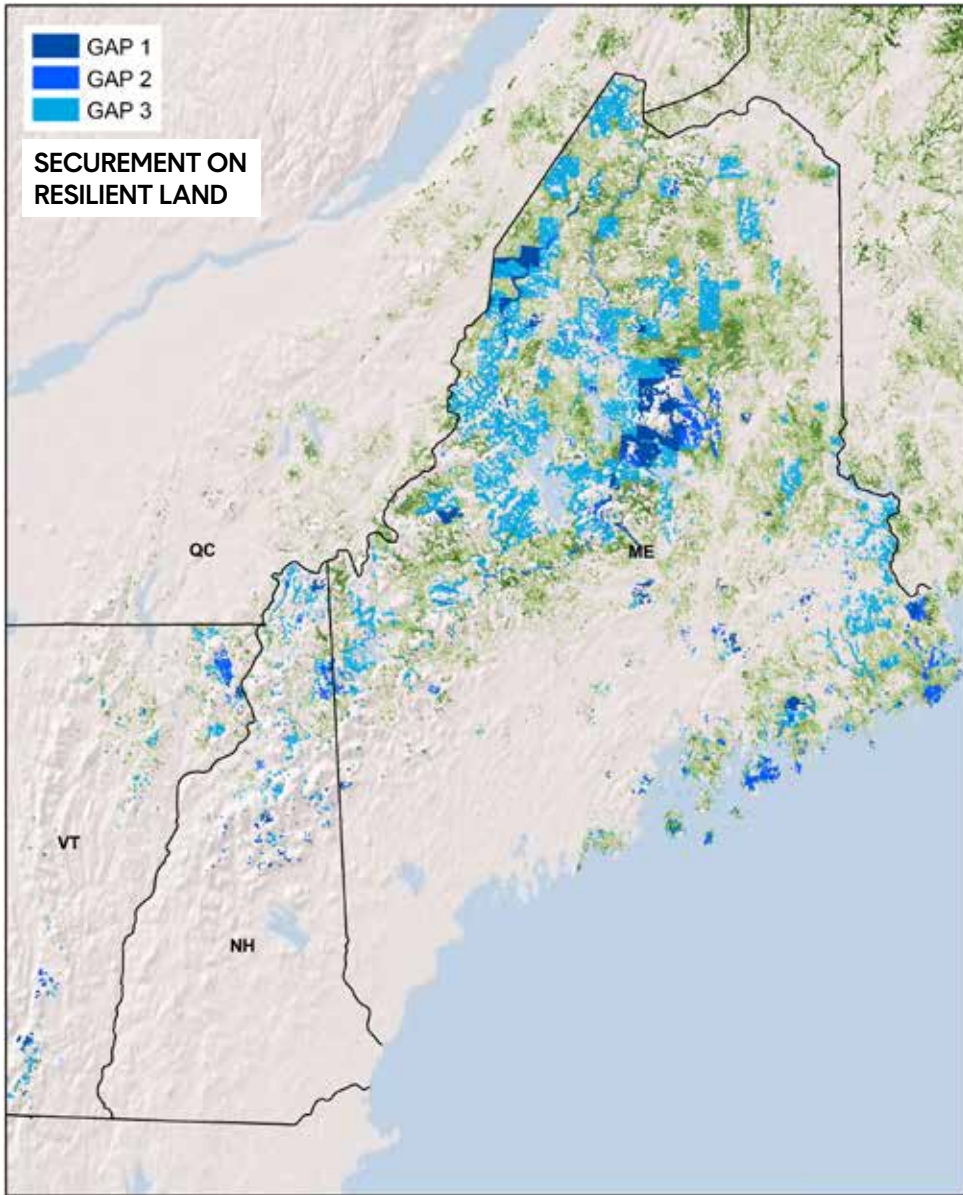 GAP 1
GAP 2
GAP 3
SECUREMENT ON
RESILIENT LAND
QC
ME
VT
NH